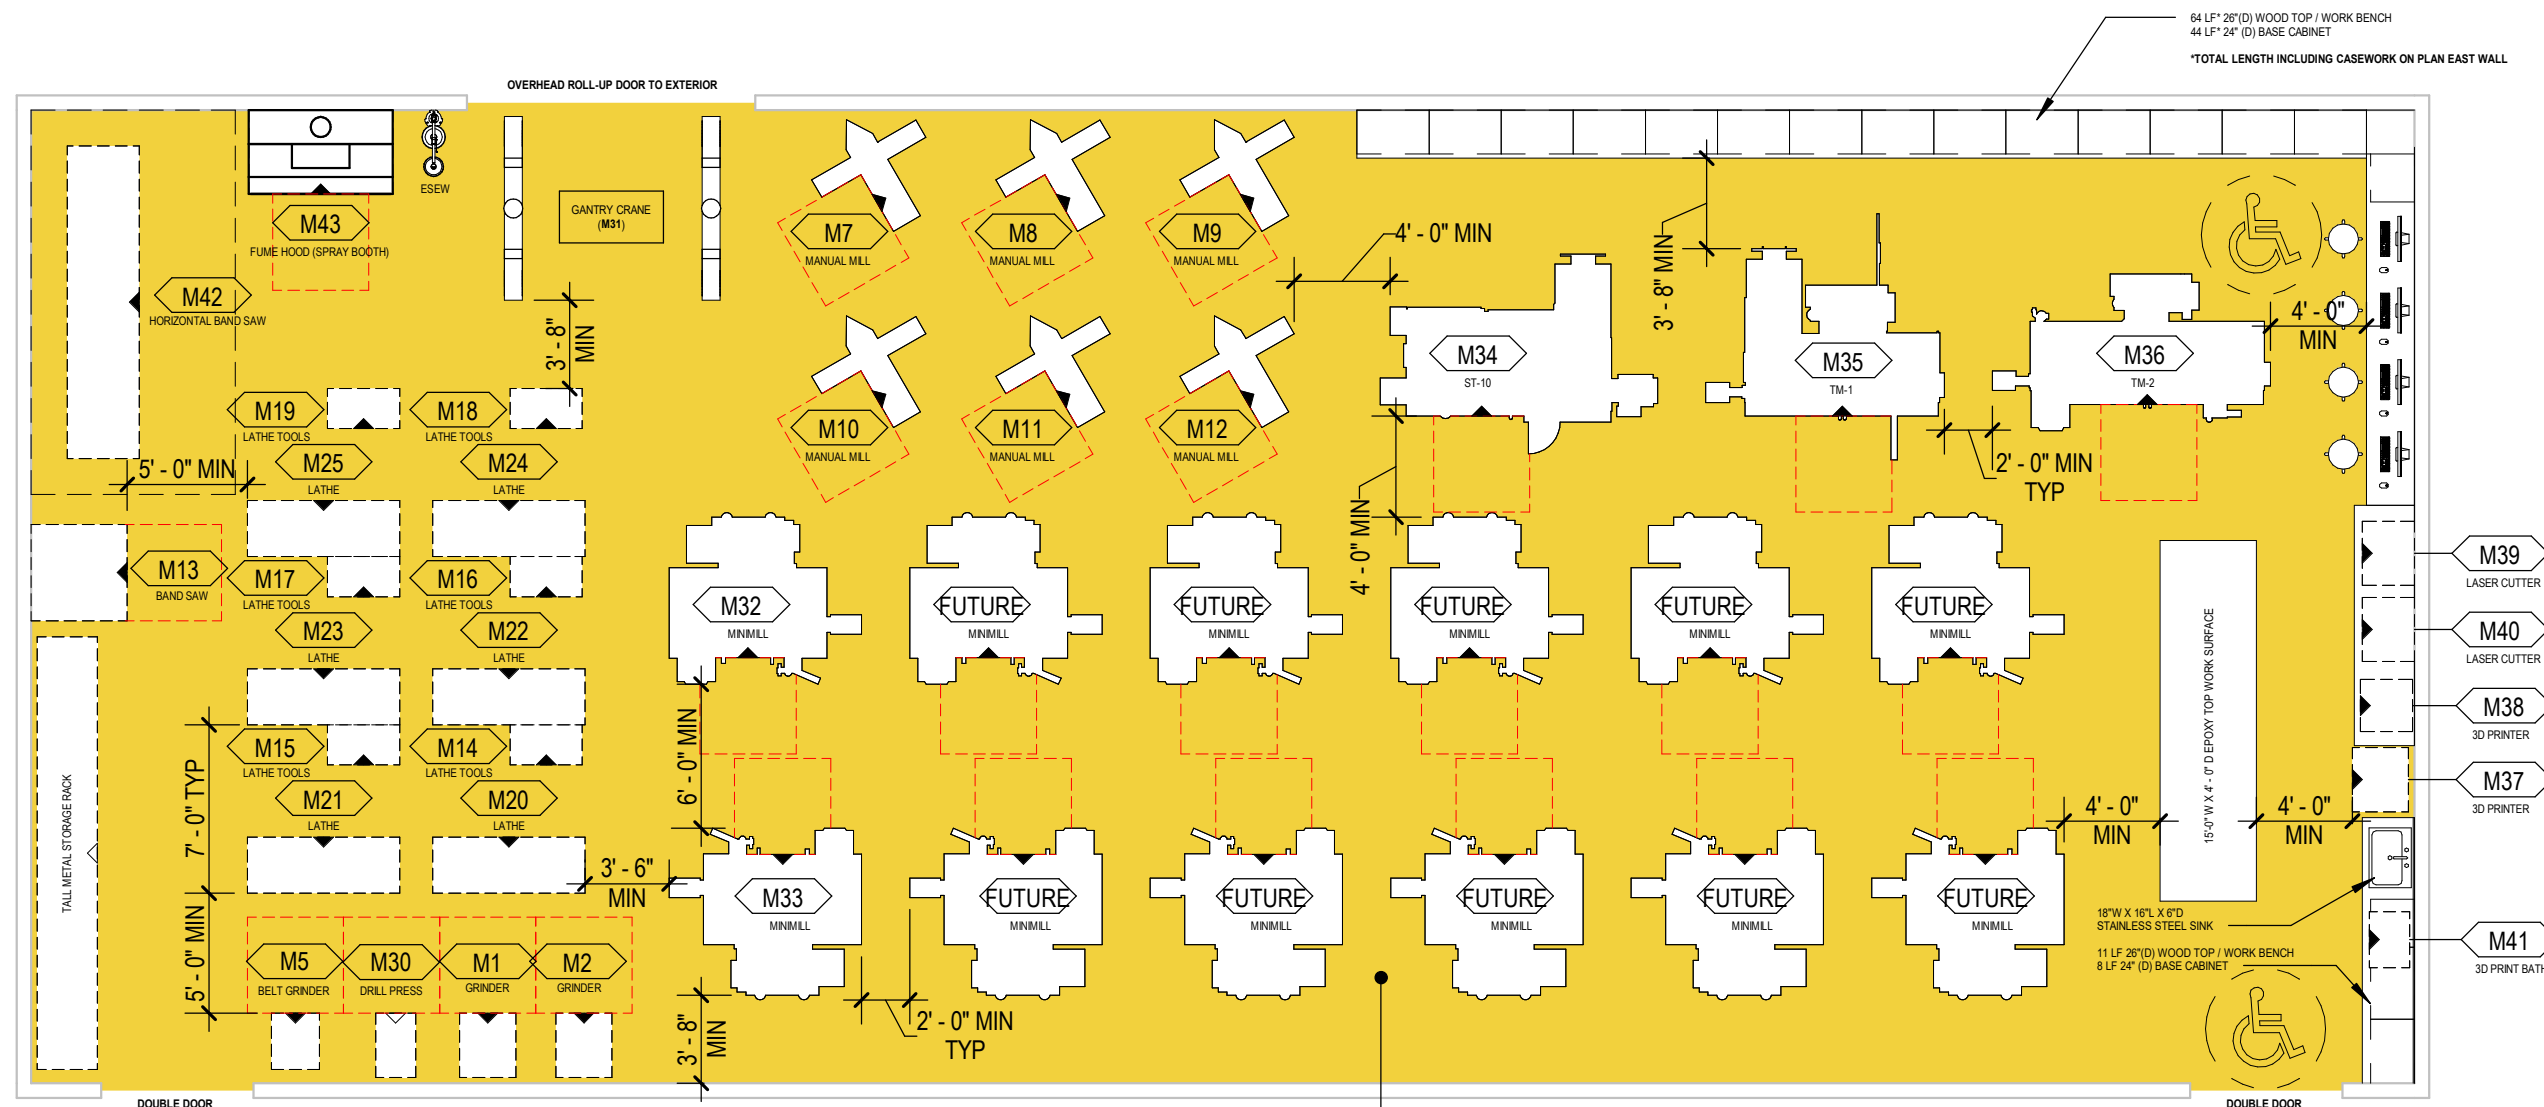 64 LF* 26"(D) WOOD TOP / WORK BENCH
44 LF* 24" (D) BASE CABINET
*TOTAL LENGTH INCLUDING CASEWORK ON PLAN EAST WALL
OVERHEAD ROLL-UP DOOR TO EXTERIOR
ESEW
GANTRY CRANE
(M31)
M43
FUME HOOD (SPRAY BOOTH)
M42
HORIZONTAL BAND SAW
3' - 8"
MIN
M7
MANUAL MILL
M8
MANUAL MILL
M9
MANUAL MILL
4' - 0" MIN
3' - 8" MIN
M34
ST-10
M35
TM-1
M36
TM-2
4' - 0"
MIN
M19
LATHE TOOLS
M18
LATHE TOOLS
M10
MANUAL MILL
M11
MANUAL MILL
M12
MANUAL MILL
5' - 0" MIN
M25
LATHE
M24
LATHE
4' - 0" MIN
2' - 0" MIN
TYP
M13
BAND SAW
M17
LATHE TOOLS
M16
LATHE TOOLS
M23
LATHE
M22
LATHE
M32
MINIMILL
FUTURE
MINIMILL
FUTURE
MINIMILL
FUTURE
MINIMILL
FUTURE
MINIMILL
FUTURE
MINIMILL
M39
LASER CUTTER
M40
LASER CUTTER
M38
3D PRINTER
M37
3D PRINTER
15'-0" W X 4'- 0" D EPOXY TOP WORK SURFACE
TALL METAL STORAGE RACK
7' - 0" TYP
M15
LATHE TOOLS
M14
LATHE TOOLS
M21
LATHE
M20
LATHE
6' - 0" MIN
4' - 0"
MIN
4' - 0"
MIN
3' - 6"
MIN
M33
MINIMILL
FUTURE
MINIMILL
FUTURE
MINIMILL
FUTURE
MINIMILL
FUTURE
MINIMILL
FUTURE
MINIMILL
18"W X 16"L X 6"D
STAINLESS STEEL SINK
11 LF 26"(D) WOOD TOP / WORK BENCH
8 LF 24" (D) BASE CABINET
M41
3D PRINT BATH
5' - 0" MIN
M5
BELT GRINDER
M30
DRILL PRESS
M1
GRINDER
M2
GRINDER
3' - 8"
MIN
2' - 0" MIN
TYP
DOUBLE DOOR
DOUBLE DOOR